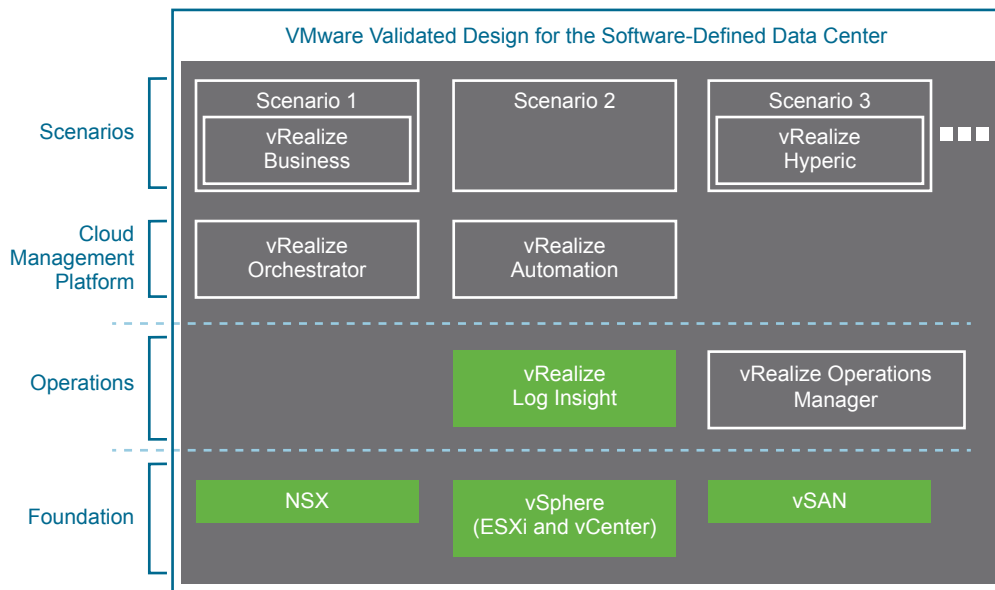 VMware Validated Design for the Software-Defined Data Center
Scenarios
Scenario 1
vRealize
Business
Scenario 2
Scenario 3
vRealize
Hyperic
Cloud
Management
Platform
vRealize
Orchestrator
vRealize
Automation
Operations
vRealize
Log Insight
vRealize Operations
Manager
Foundation
NSX
vSphere
(ESXi and vCenter)
vSAN